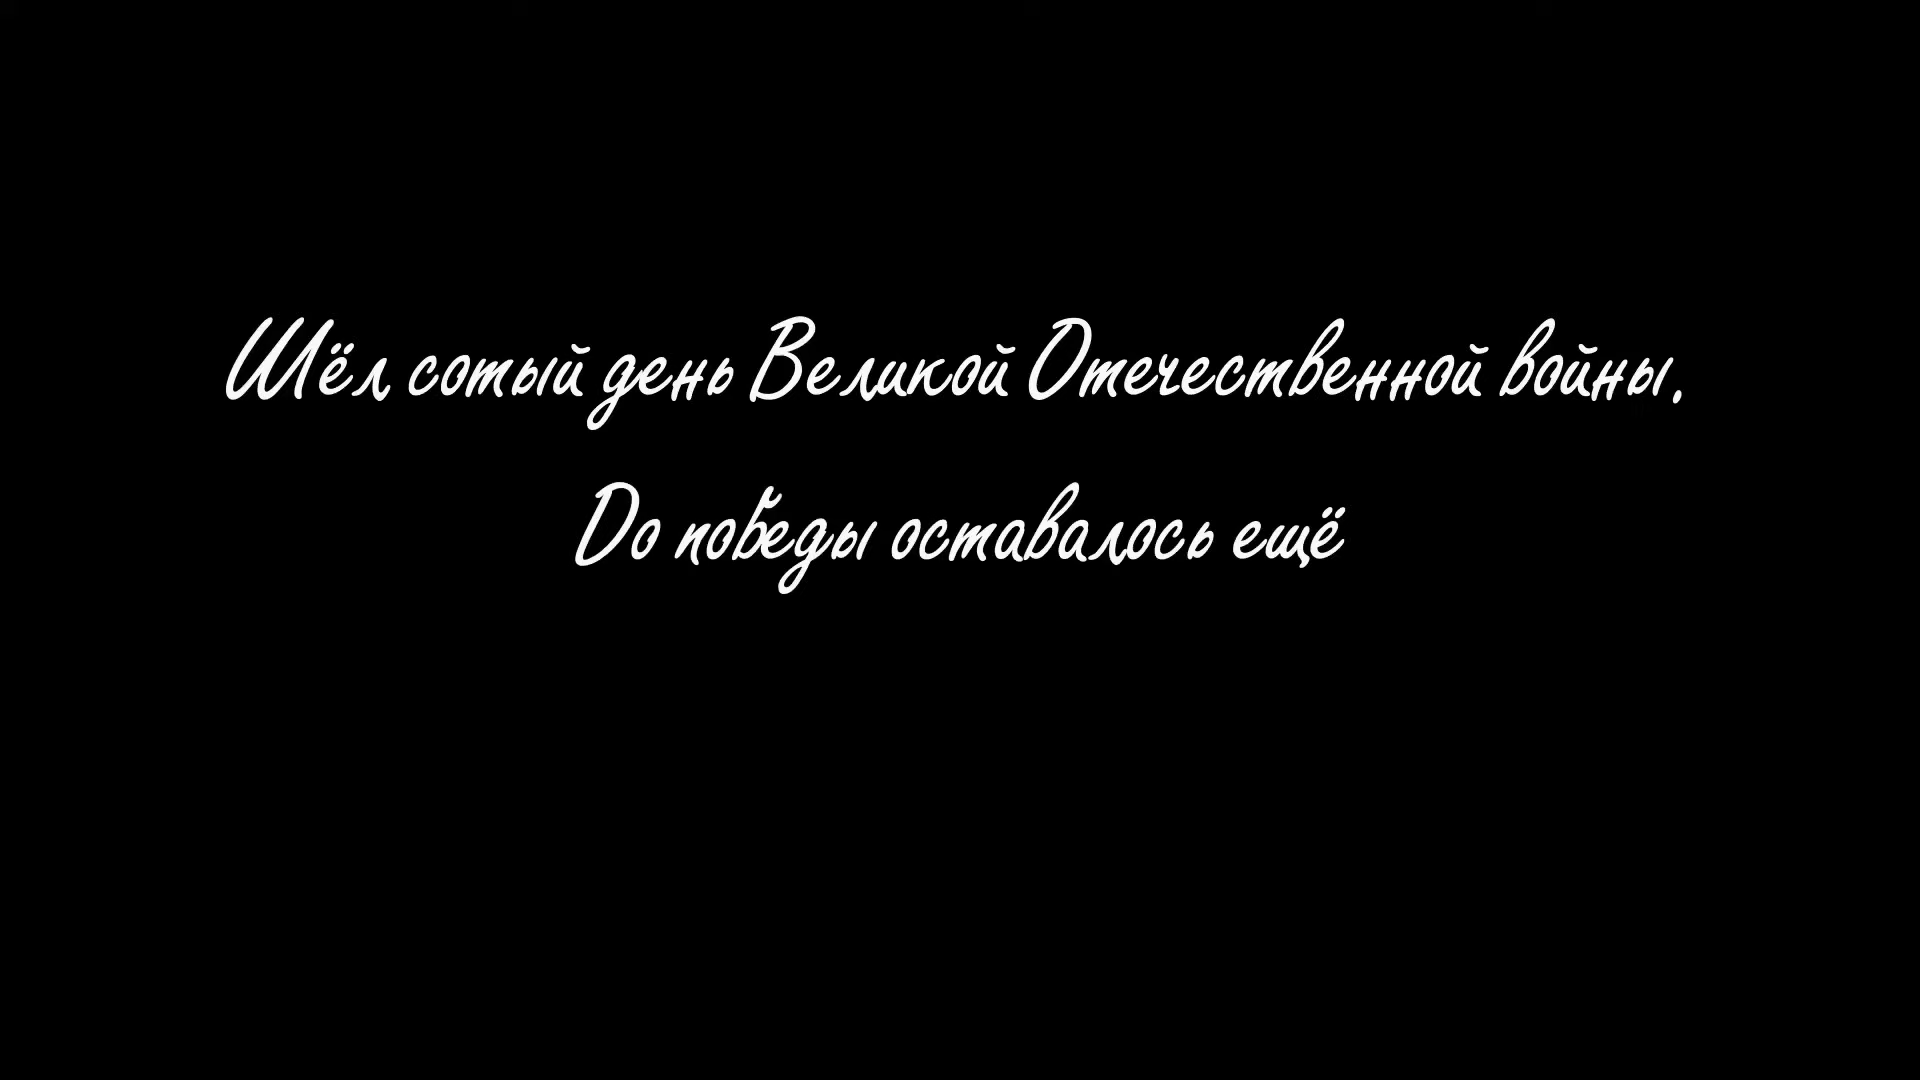 Шёл сотый день Великой Отечественной войны.
До победы оставалось ещё